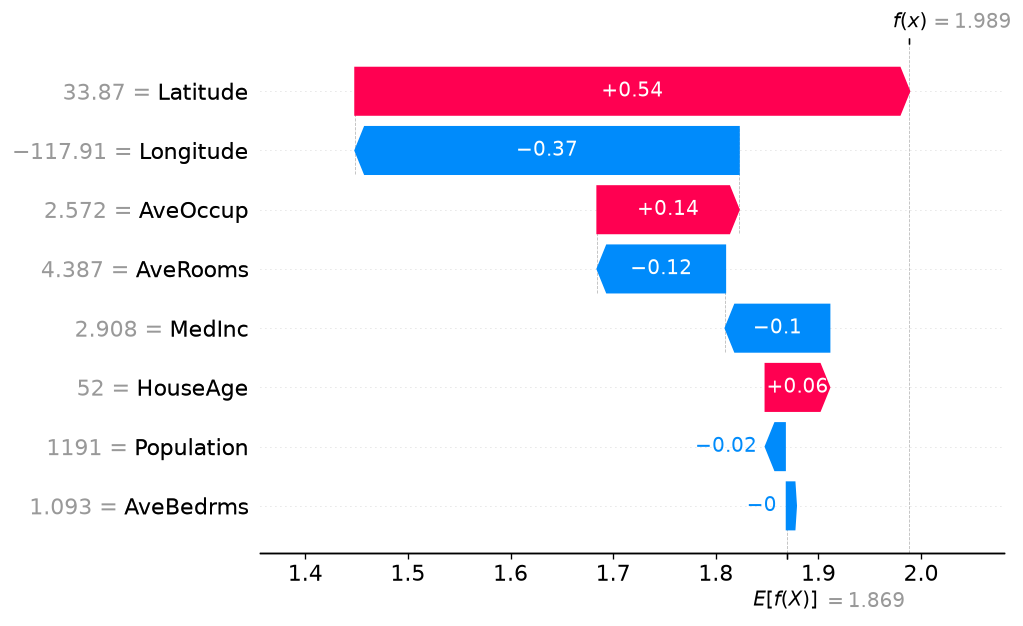 f(x) = 1.989
33.87 = Latitude +0.54
−117.91 = Longitude −0.37
2.572 = AveOccup +0.14
4.387 = AveRooms −0.12
2.908 = MedInc −0.1
52 = HouseAge +0.06
1191 = Population −0.02
1.093 = AveBedrms −0
1.4 1.5 1.6 1.7 1.8 1.9 2.0
E[f(X)] = 1.869